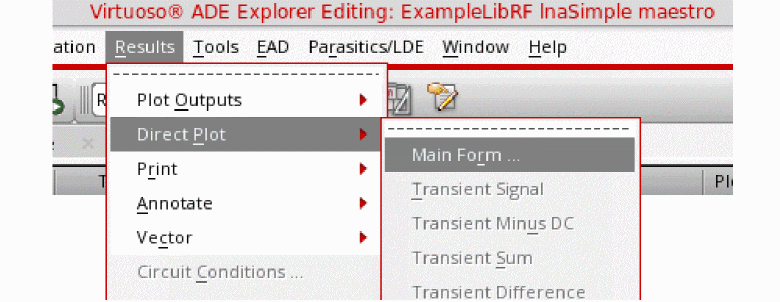 Virtuoso® ADE Explorer Editing: ExampleLibRF lnaSimple maestro
ation Results Tools EAD Parasitics/LDE Window Help
R
Plot Outputs
Direct Plot
Main Form ...
Print
Transient Signal
Annotate
Transient Minus DC
Vector
Transient Sum
Circuit Conditions ...
Transient Difference
T
Pl